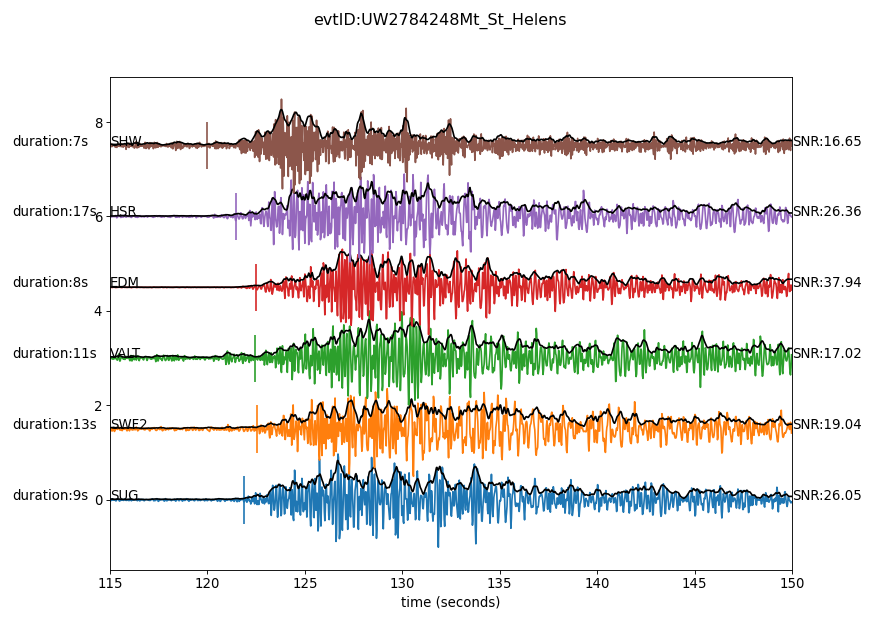 evtID:UW2784248Mt_St_Helens
8
duration:7s SHW SNR:16.65
duration:17s HSR SNR:26.36
6
duration:8s EDM SNR:37.94
4
duration:11s VALT SNR:17.02
2
duration:13s SWF2 SNR:19.04
duration:9s SUG SNR:26.05
0
115 120 125 130 135 140 145 150
time (seconds)